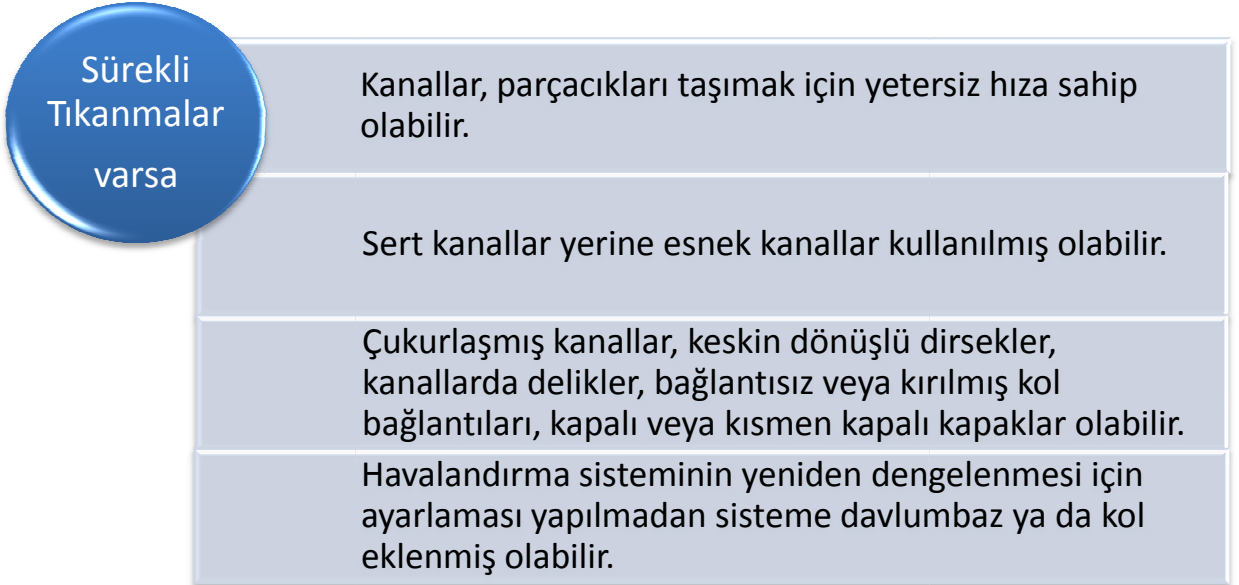 Sürekli
Tıkanmalar
varsa
Kanallar, parçacıkları taşımak için yetersiz hıza sahip
olabilir.
Sert kanallar yerine esnek kanallar kullanılmış olabilir.
Çukurlaşmış kanallar, keskin dönüşlü dirsekler,
kanallarda delikler, bağlantısız veya kırılmış kol
bağlantıları, kapalı veya kısmen kapalı kapaklar olabilir.
Havalandırma sisteminin yeniden dengelenmesi için
ayarlaması yapılmadan sisteme davlumbaz ya da kol
eklenmiş olabilir.